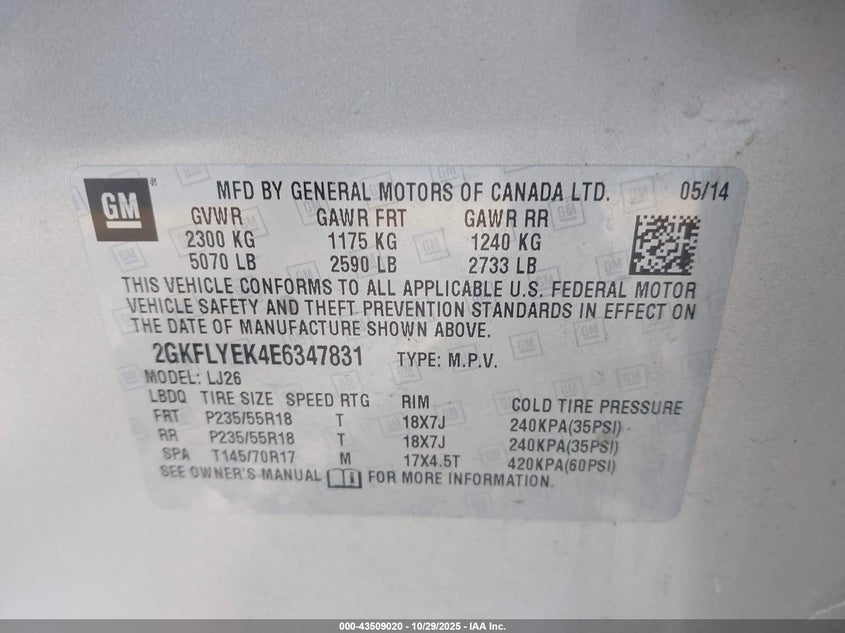 GM ® MFD BY GENERAL MOTORS OF CANADA LTD. 05/14
GVWR GAWR FRT GAWR RR
2300 KG 1175 KG 1240 KG
5070 LB 2590 LB 2733 LB
THIS VEHICLE CONFORMS TO ALL APPLICABLE U.S. FEDERAL MOTOR
VEHICLE SAFETY AND THEFT PREVENTION STANDARDS IN EFFECT ON
THE DATE OF MANUFACTURE SHOWN ABOVE.
2GKFLYEK4E6347831 TYPE: M.P.V.
MODEL: LJ26
LBDQ TIRE SIZE SPEED RTG RIM COLD TIRE PRESSURE
FRT P235/55R18 T 18X7J 240KPA(35PSI)
RR P235/55R18 T 18X7J 240KPA(35PSI)
SPA T145/70R17 M 17X4.5T 420KPA(60PSI)
SEE OWNER'S MANUAL FOR MORE INFORMATION.
000-43509020 - 10/29/2025 - IAA Inc.